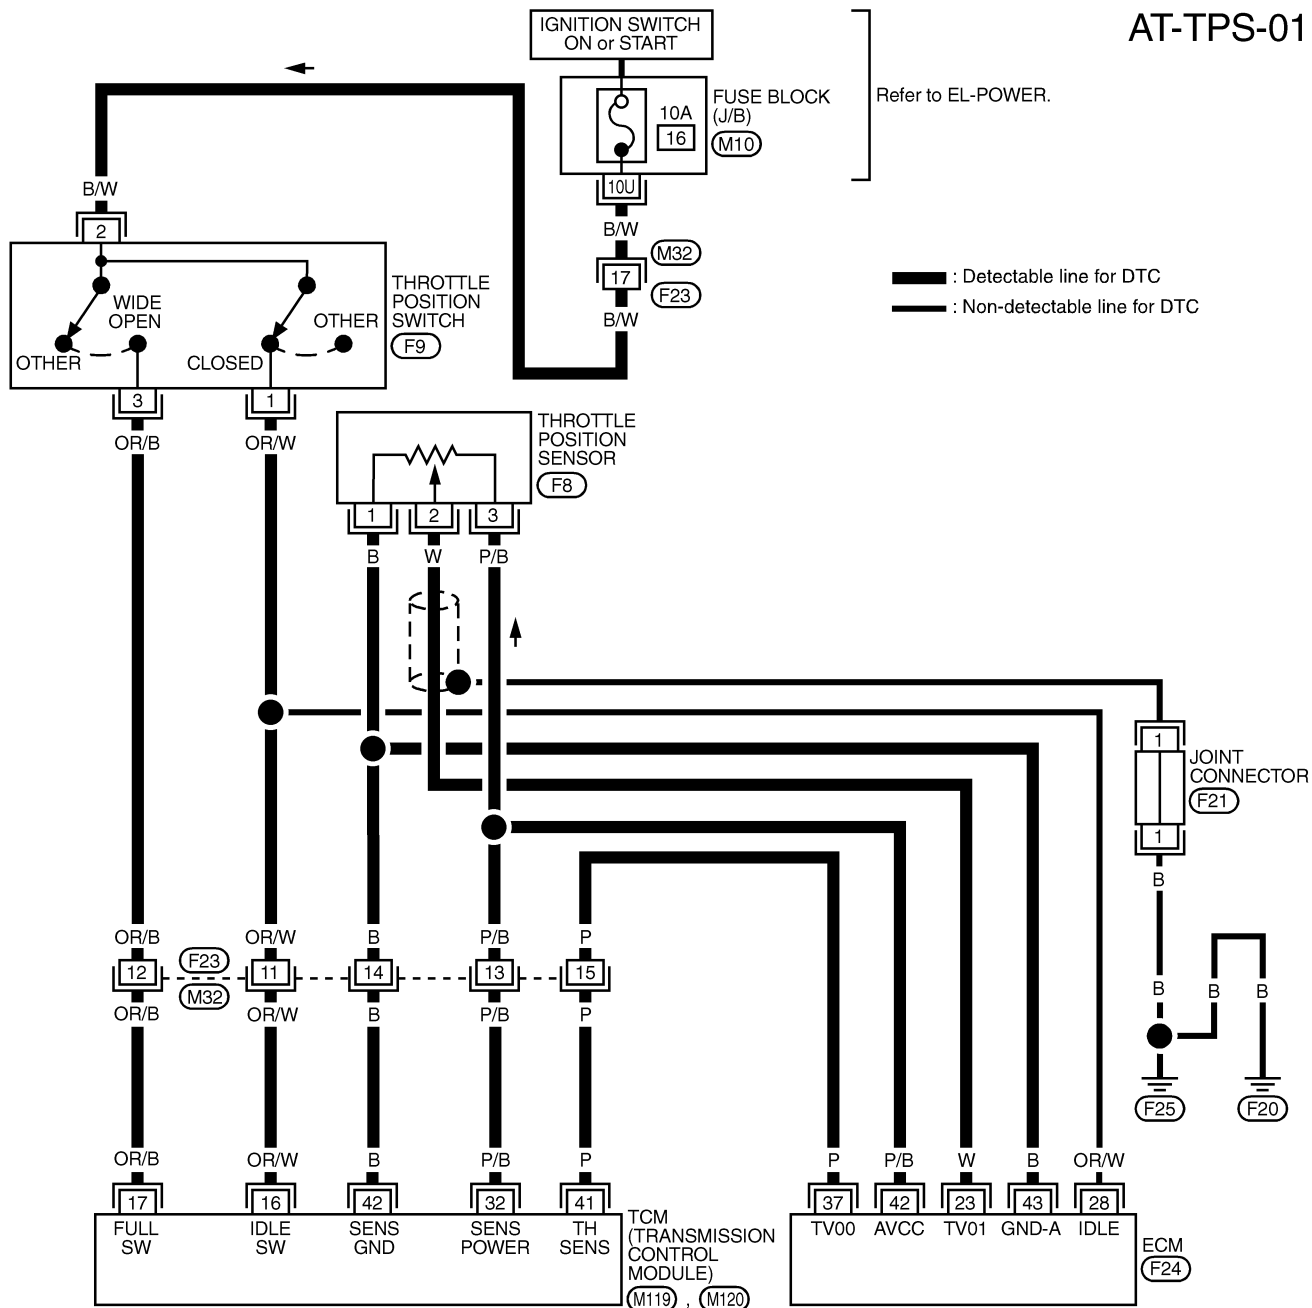 AT-TPS-01
IGNITION SWITCH
ON or START
FUSE BLOCK
(J/B)
M10
10A
16
10U
Refer to EL-POWER.
B/W
M32
17
F23
B/W
: Detectable line for DTC
: Non-detectable line for DTC
B/W
2
WIDE
OPEN
OTHER
OTHER
CLOSED
THROTTLE
POSITION
SWITCH
F9
3
1
OR/B
OR/W
THROTTLE
POSITION
SENSOR
F8
1
2
3
B
W
P/B
1
JOINT
CONNECTOR
F21
1
B
B
B
B
F25
F20
OR/B
OR/W
B
P/B
P
F23
12
11
14
13
15
M32
OR/B
OR/W
B
P/B
P
OR/B
OR/W
B
P/B
P
P
P/B
W
B
OR/W
17
16
42
32
41
37
42
23
43
28
FULL
SW
IDLE
SW
SENS
GND
SENS
POWER
TH
SENS
TCM
(TRANSMISSION
CONTROL
MODULE)
M119 , M120
TV00
AVCC
TV01
GND-A
IDLE
ECM
F24